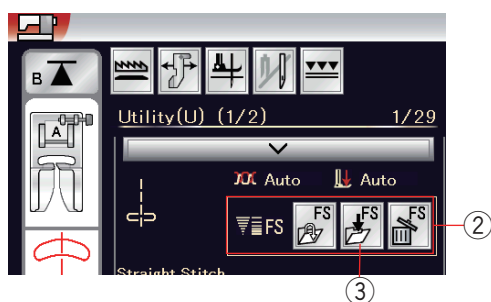 B
A
Utility(U) (1/2) 1/29
Auto Auto
FS FS FS FS
②
③
Straight Stitch